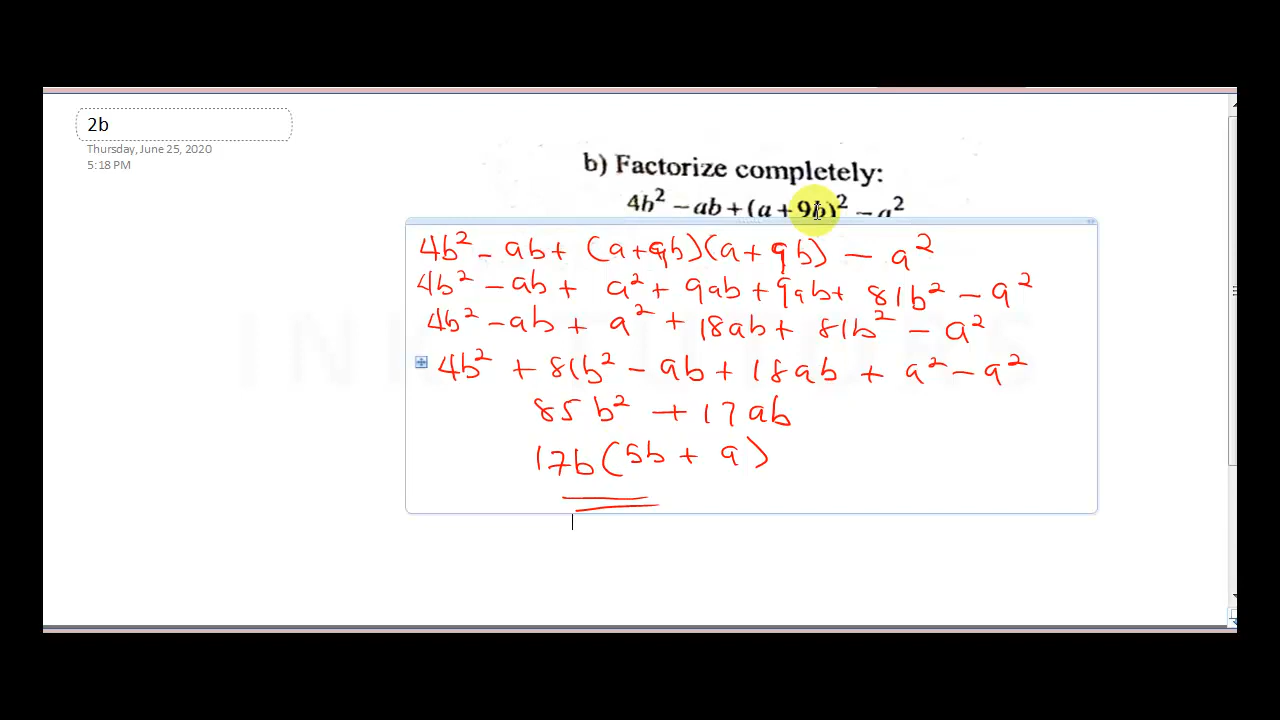 2b
Thursday, June 25, 2020
5:18 PM
b) Factorize completely:
4b² − ab + (a + 9b)² − a²
4b² - ab + (a+9b)(a+9b) - a²
4b² - ab + a² + 9ab + 9ab + 81b² - a²
4b² - ab + a² + 18ab + 81b² - a²
4b² + 81b² - ab + 18ab + a² - a²
85b² + 17ab
17b(5b + a)